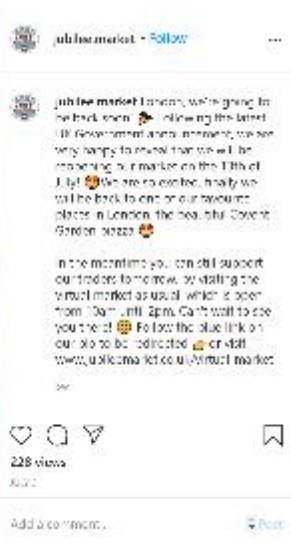 jubilee.market • Follow
jubilee.market London, we're going to
be back soon! Following the latest
UK Government announcement, we are
very happy to reveal that we will be
reopening our market on the 13th of
July! We are so excited, finally we
will be back to one of our favourite
places in London, the beautiful Covent
Garden piazza
In the meantime you can still support
our traders tomorrow, by visiting the
virtual market as usual, which is open
from 10am until 2pm. Can't wait to see
you there! Follow the blue link on
our bio to be redirected or visit
www.jubileemarket.co.uk/virtual-market
228 views
Add a comment...
Post